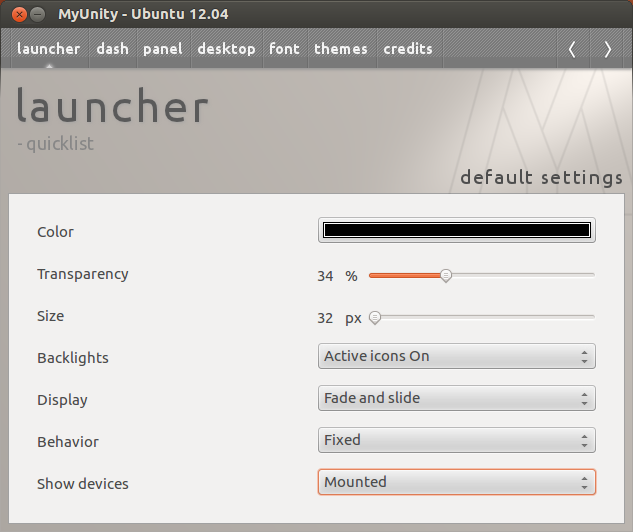 MyUnity - Ubuntu 12.04
launcher dash panel desktop font themes credits
launcher
- quicklist
default settings
Color
Transparency 34 %
Size 32 px
Backlights Active icons On
Display Fade and slide
Behavior Fixed
Show devices Mounted